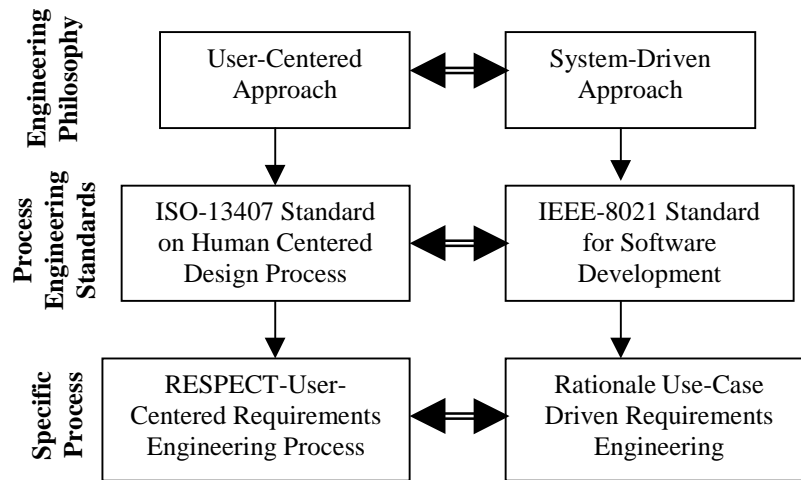 Engineering
Philosophy
User-Centered
Approach
System-Driven
Approach
Process
Engineering
Standards
ISO-13407 Standard
on Human Centered
Design Process
IEEE-8021 Standard
for Software
Development
Specific
Process
RESPECT-User-
Centered Requirements
Engineering Process
Rationale Use-Case
Driven Requirements
Engineering